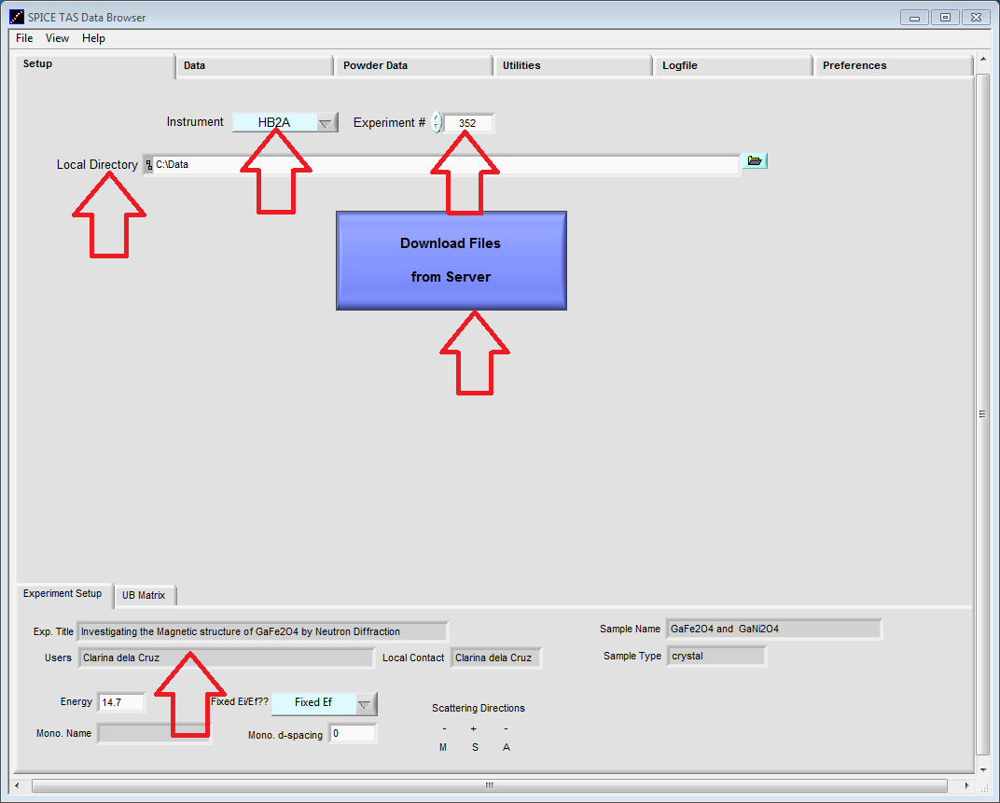 SPICE TAS Data Browser
File View Help
Setup Data Powder Data Utilities Logfile Preferences
Instrument HB2A Experiment # 352
Local Directory C:\Data
Download Files
from Server
Experiment Setup UB Matrix
Exp. Title Investigating the Magnetic structure of GaFe2O4 by Neutron Diffraction Sample Name GaFe2O4 and GaNi2O4
Users Clarina dela Cruz Local Contact Clarina dela Cruz Sample Type crystal
Energy 14.7 Fixed Ei/Ef?? Fixed Ef Scattering Directions
Mono. Name Mono. d-spacing 0 - + -
M S A